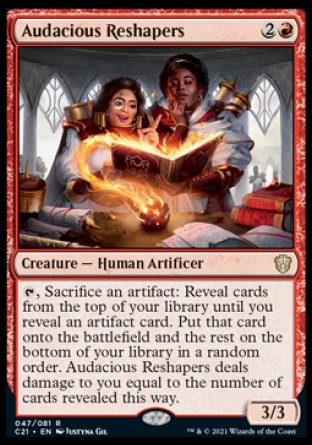 Audacious Reshapers 2
Creature — Human Artificer
, Sacrifice an artifact: Reveal cards
from the top of your library until you
reveal an artifact card. Put that card
onto the battlefield and the rest on the
bottom of your library in a random
order. Audacious Reshapers deals
damage to you equal to the number of
cards revealed this way.
3/3
047/081 R
C21 • EN Justyna Gil
™ & © 2021 Wizards of the Coast